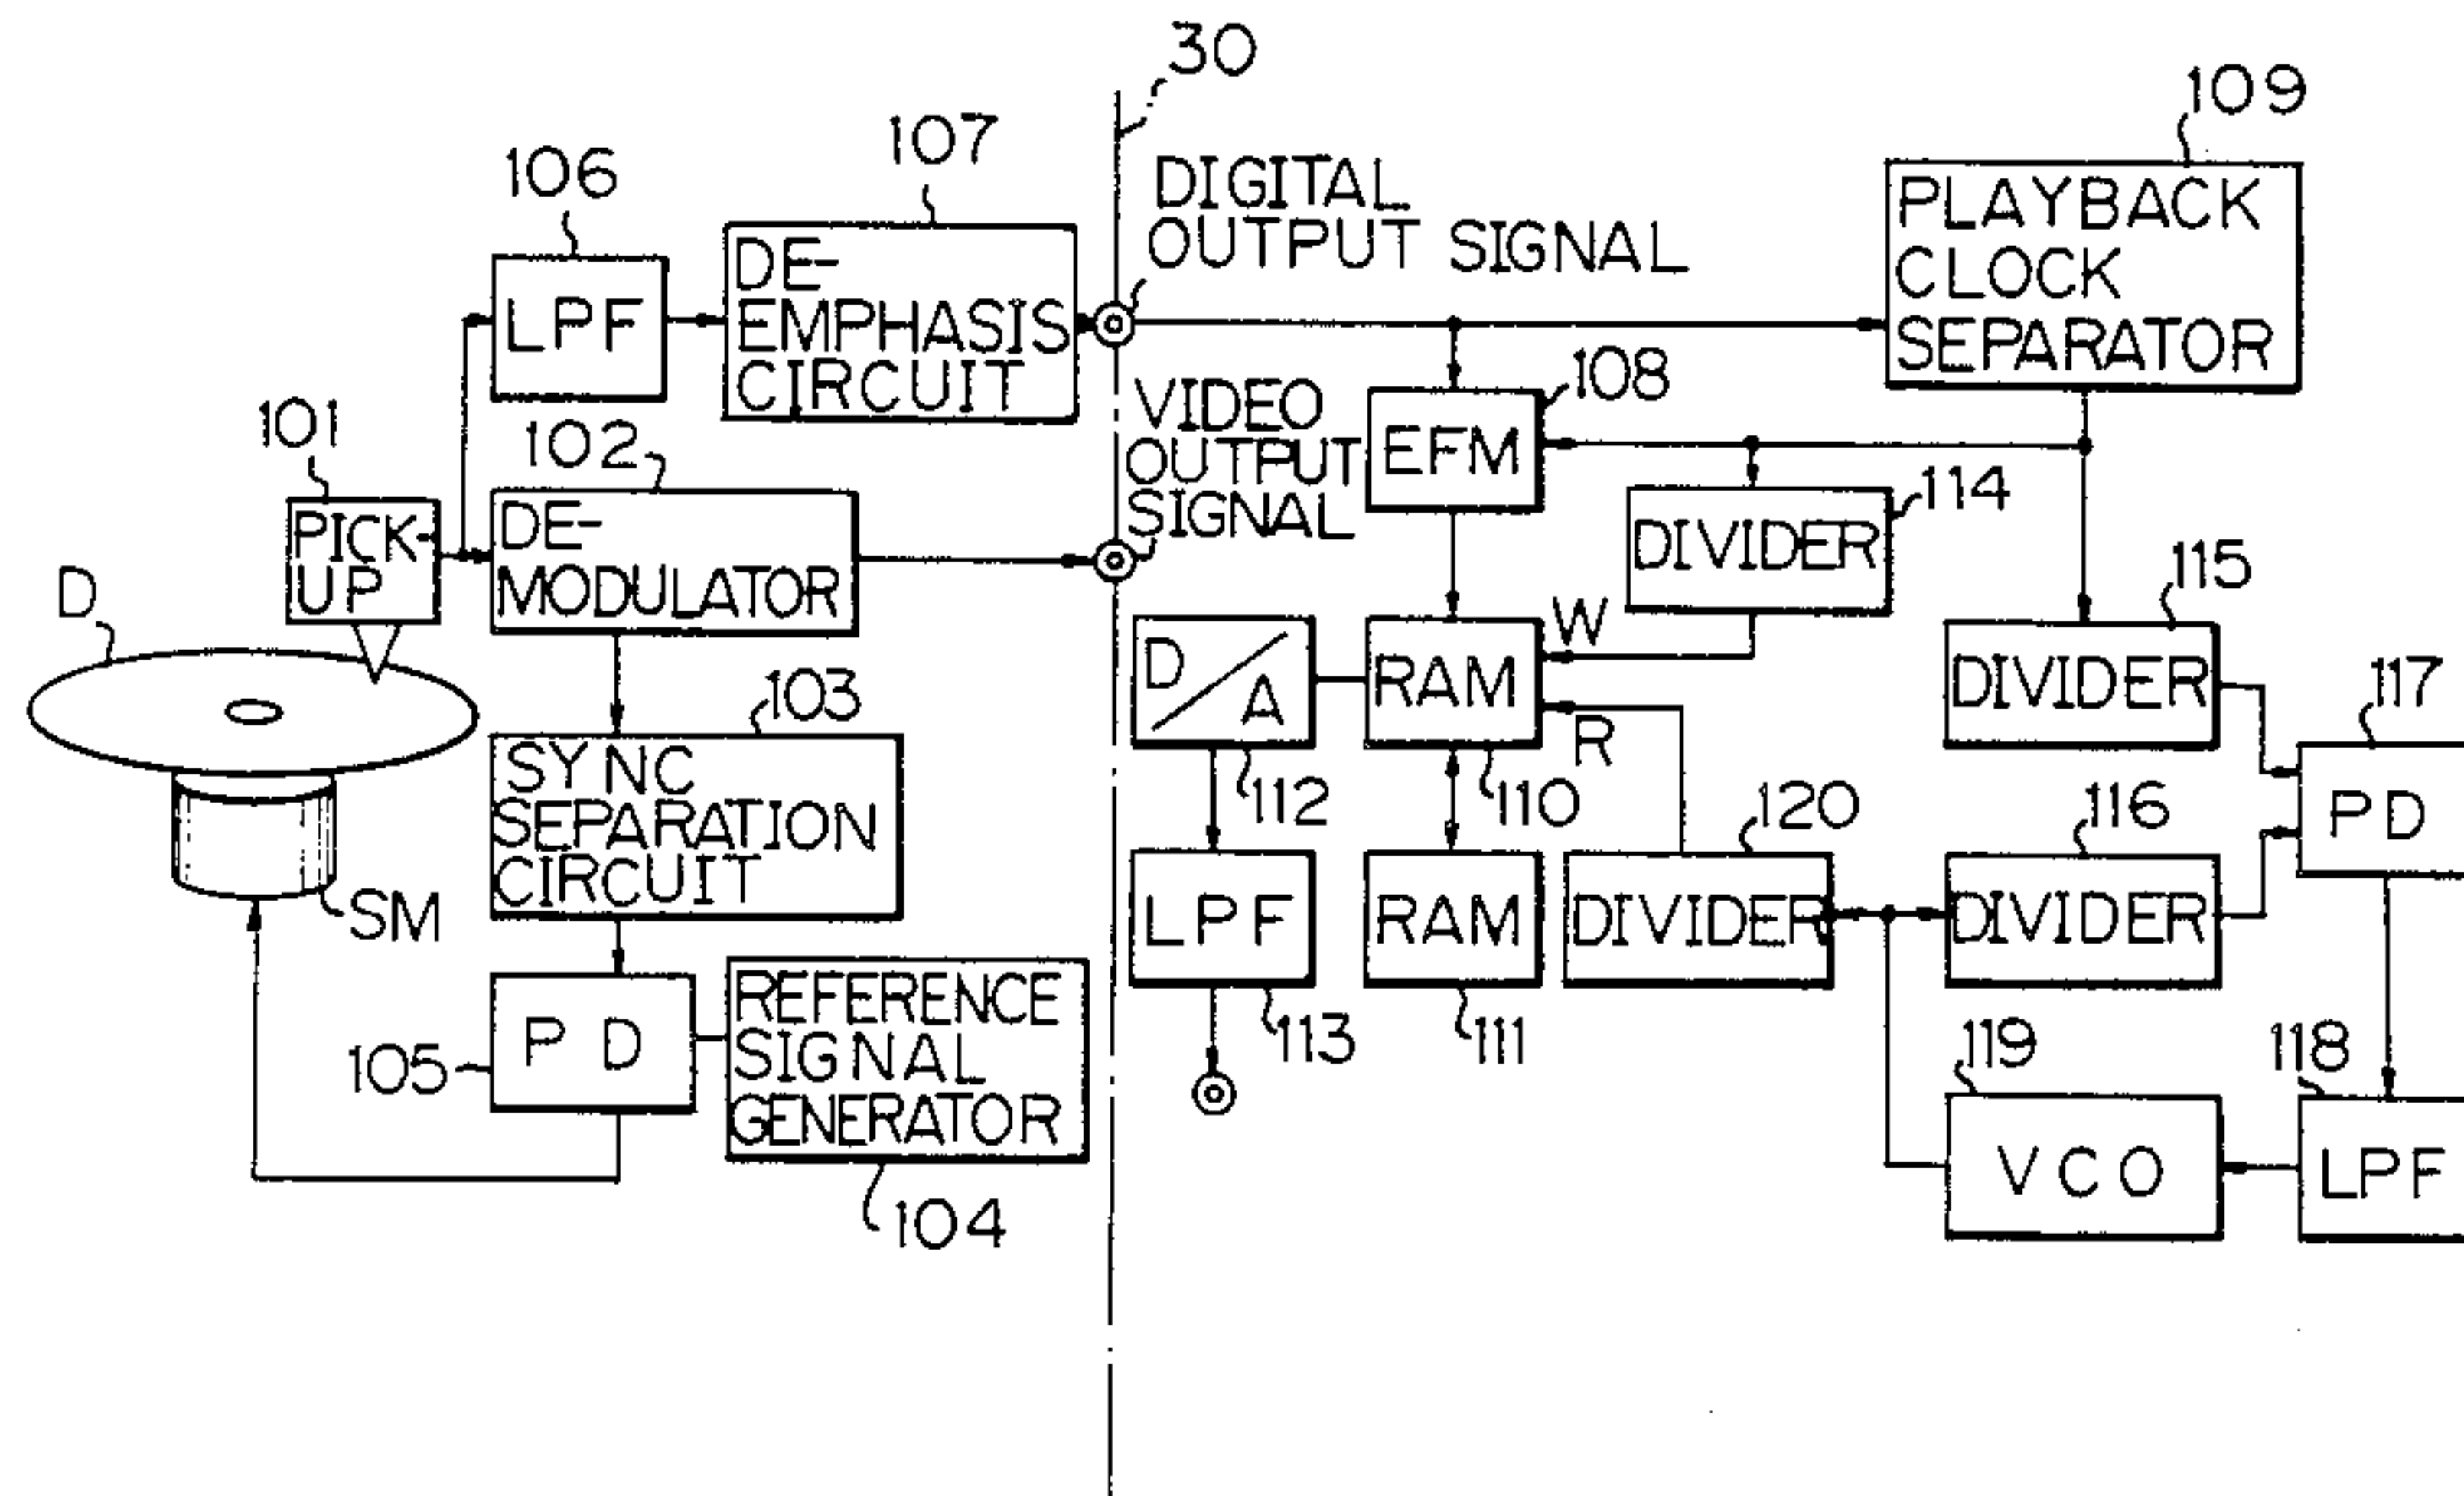 30
109
107
106
DIGITAL
OUTPUT SIGNAL
PLAYBACK
CLOCK
SEPARATOR
DE-
EMPHASIS
CIRCUIT
LPF
108
VIDEO
OUTPUT
SIGNAL
101
102
EFM
114
PICK-
UP
DE-
MODULATOR
DIVIDER
115
D
W
D/A
RAM
DIVIDER
117
103
R
SYNC
SEPARATION
CIRCUIT
112
110
120
116
PD
SM
LPF
RAM
DIVIDER
DIVIDER
PD
REFERENCE
SIGNAL
GENERATOR
105
113
111
119
118
VCO
LPF
104